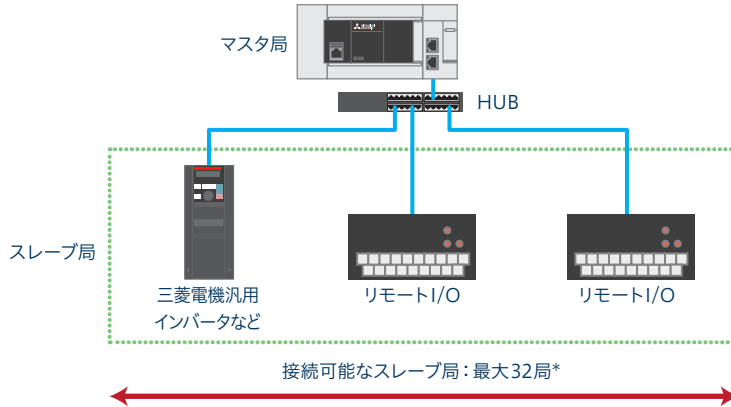 マスタ局
HUB
スレーブ局
三菱電機汎用
インバータなど
リモートI/O
リモートI/O
接続可能なスレーブ局：最大32局*